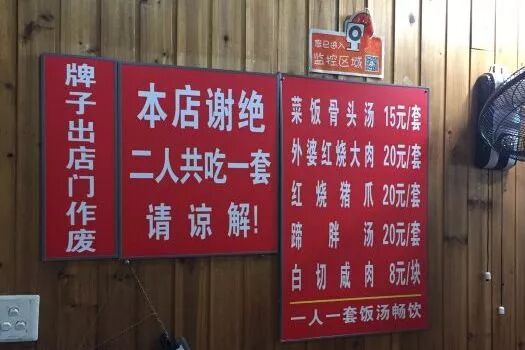 牌子出店门作废
本店谢绝
二人共吃一套
请谅解!
您已进入
监控区域
菜饭骨头汤 15元/套
外婆红烧大肉 20元/套
红烧猪爪 20元/套
蹄膀汤 20元/套
白切咸肉 8元/块
一人一套饭汤畅饮